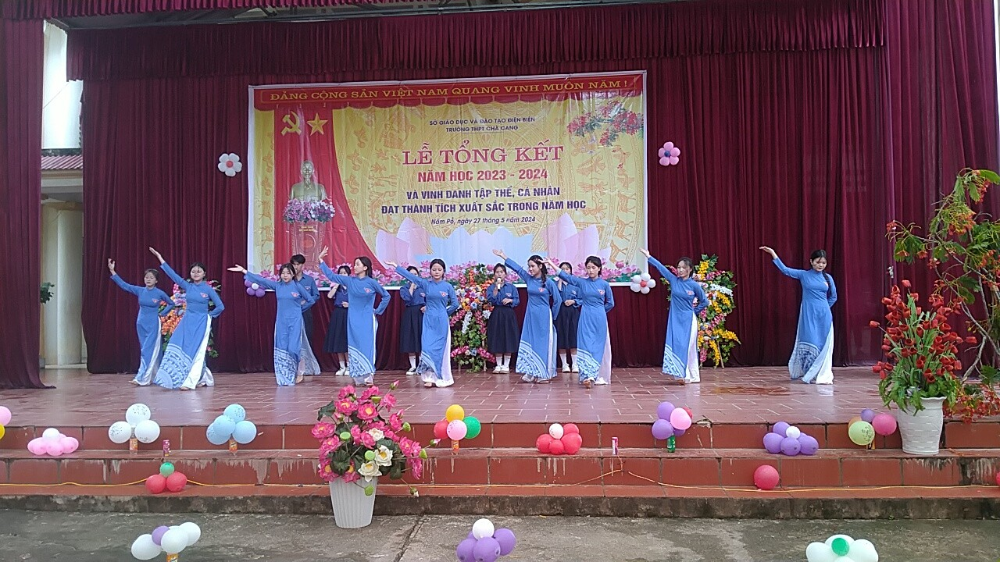 ĐẢNG CỘNG SẢN VIỆT NAM QUANG VINH MUÔN NĂM !
SỞ GIÁO DỤC VÀ ĐÀO TẠO ĐIỆN BIÊN
TRƯỜNG THPT CHÀ CANG
LỄ TỔNG KẾT
NĂM HỌC 2023 - 2024
VÀ VINH DANH TẬP THỂ, CÁ NHÂN
ĐẠT THÀNH TÍCH XUẤT SẮC TRONG NĂM HỌC
Nậm Pồ, ngày 27 tháng 5 năm 2024